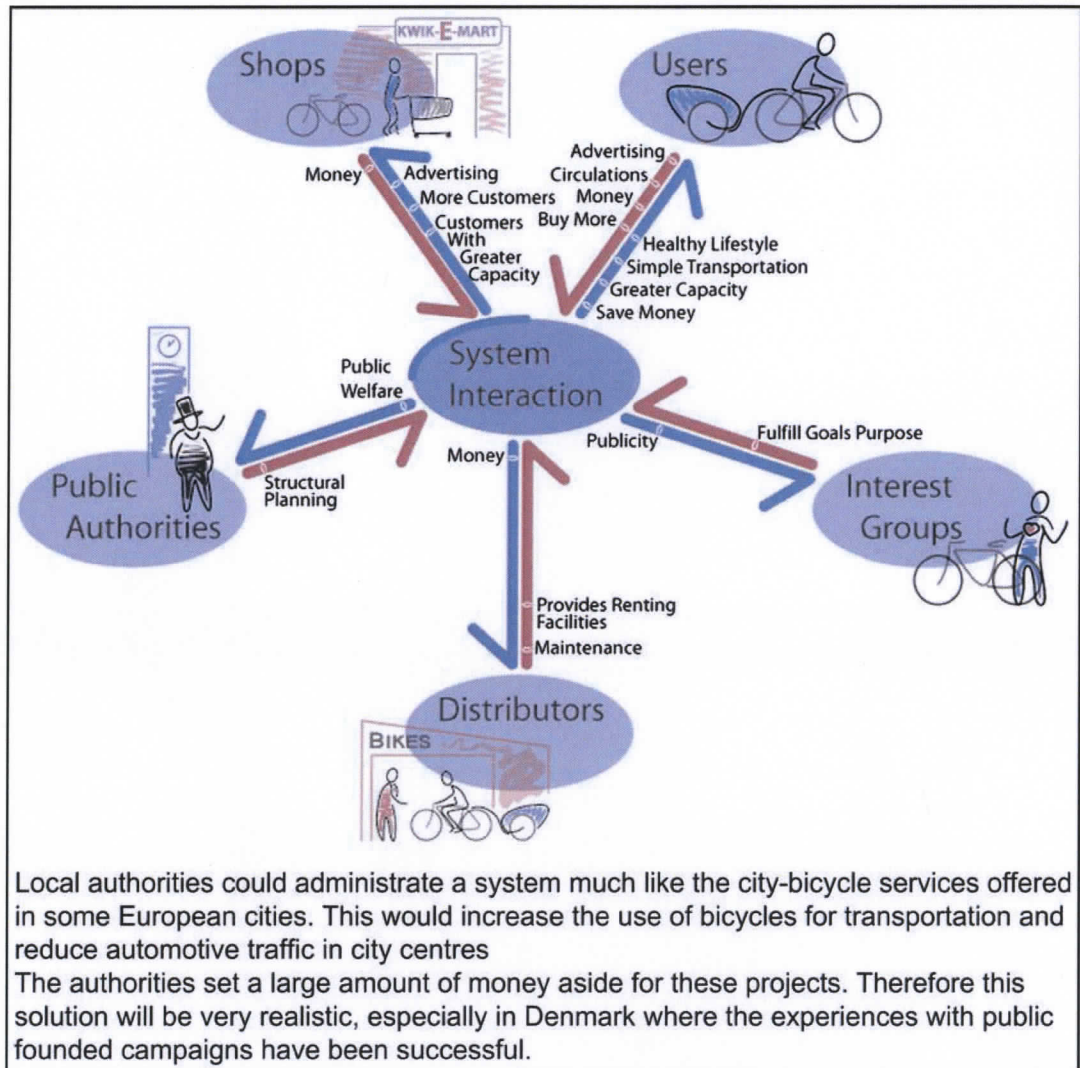 KWIK-E-MART
Shops
Users
Money
Advertising
More Customers
Customers
With
Greater
Capacity
Advertising
Circulations
Money
Buy More
Healthy Lifestyle
Simple Transportation
Greater Capacity
Save Money
System
Interaction
Public
Welfare
Structural
Planning
Public
Authorities
Money
Publicity
Fulfill Goals Purpose
Interest
Groups
Provides Renting
Facilities
Maintenance
Distributors
BIKES
Local authorities could administrate a system much like the city-bicycle services offered
in some European cities. This would increase the use of bicycles for transportation and
reduce automotive traffic in city centres
The authorities set a large amount of money aside for these projects. Therefore this
solution will be very realistic, especially in Denmark where the experiences with public
founded campaigns have been successful.